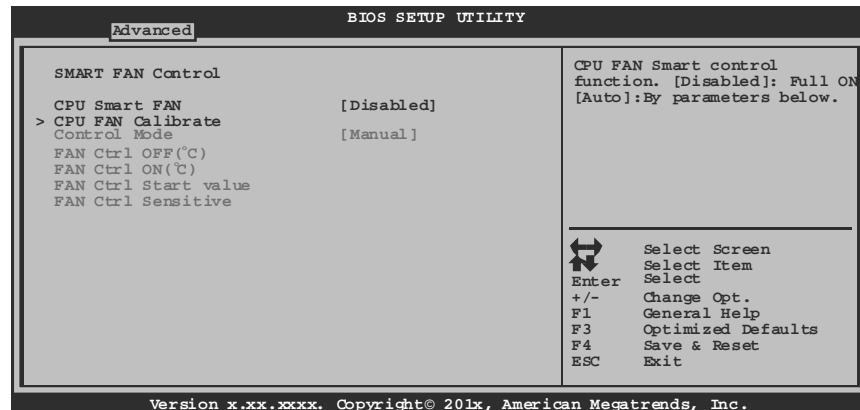 BIOS SETUP UTILITY
Advanced
SMART FAN Control
CPU Smart FAN [Disabled]
> CPU FAN Calibrate
Control Mode [Manual]
FAN Ctrl OFF(°C)
FAN Ctrl ON(°C)
FAN Ctrl Start value
FAN Ctrl Sensitive
CPU FAN Smart control
function. [Disabled]: Full ON
[Auto]:By parameters below.
Select Screen
Select Item
Enter Select
+/- Change Opt.
F1 General Help
F3 Optimized Defaults
F4 Save & Reset
ESC Exit
Version x.xx.xxxx. Copyright© 201x, American Megatrends, Inc.